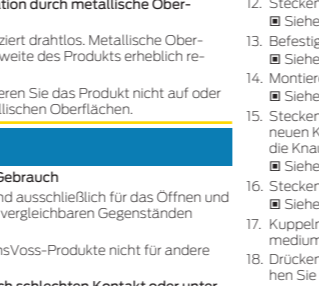 tion durch metallische Ober-
ziert drahtlos. Metallische Ober-
weite des Produkts erheblich re-
eren Sie das Produkt nicht auf oder
llischen Oberflächen.
Gebrauch
nd ausschließlich für das Öffnen und
vergleichbaren Gegenständen
nsVoss-Produkte nicht für andere
ch schlechten Kontakt oder unter
12. Stecken
Siehe
13. Befestig
Siehe
14. Montier
Siehe
15. Stecken
neuen K
die Knau
Siehe
16. Stecken
Siehe
17. Kuppeln
medium
18. Drücken
hen Sie